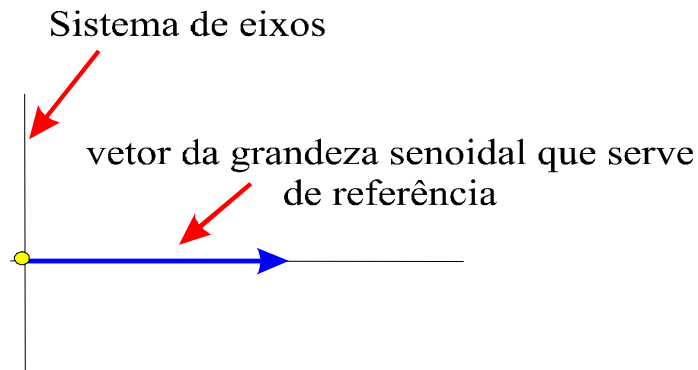 Sistema de eixos
vetor da grandeza senoidal que serve
de referência